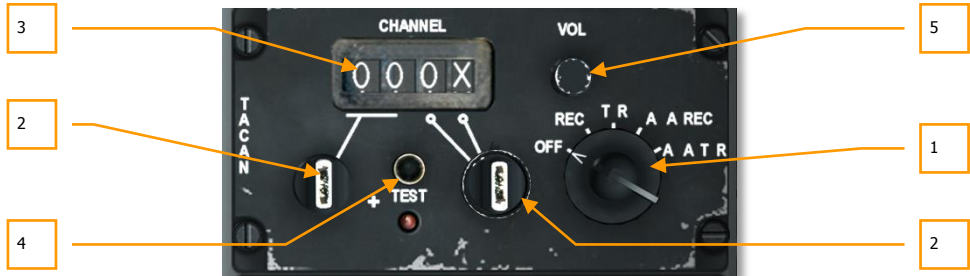 3
CHANNEL
VOL
5
0 0 0 X
TACAN
REC
T R
A A REC
2
OFF
A A T R
1
+
TEST
4
2